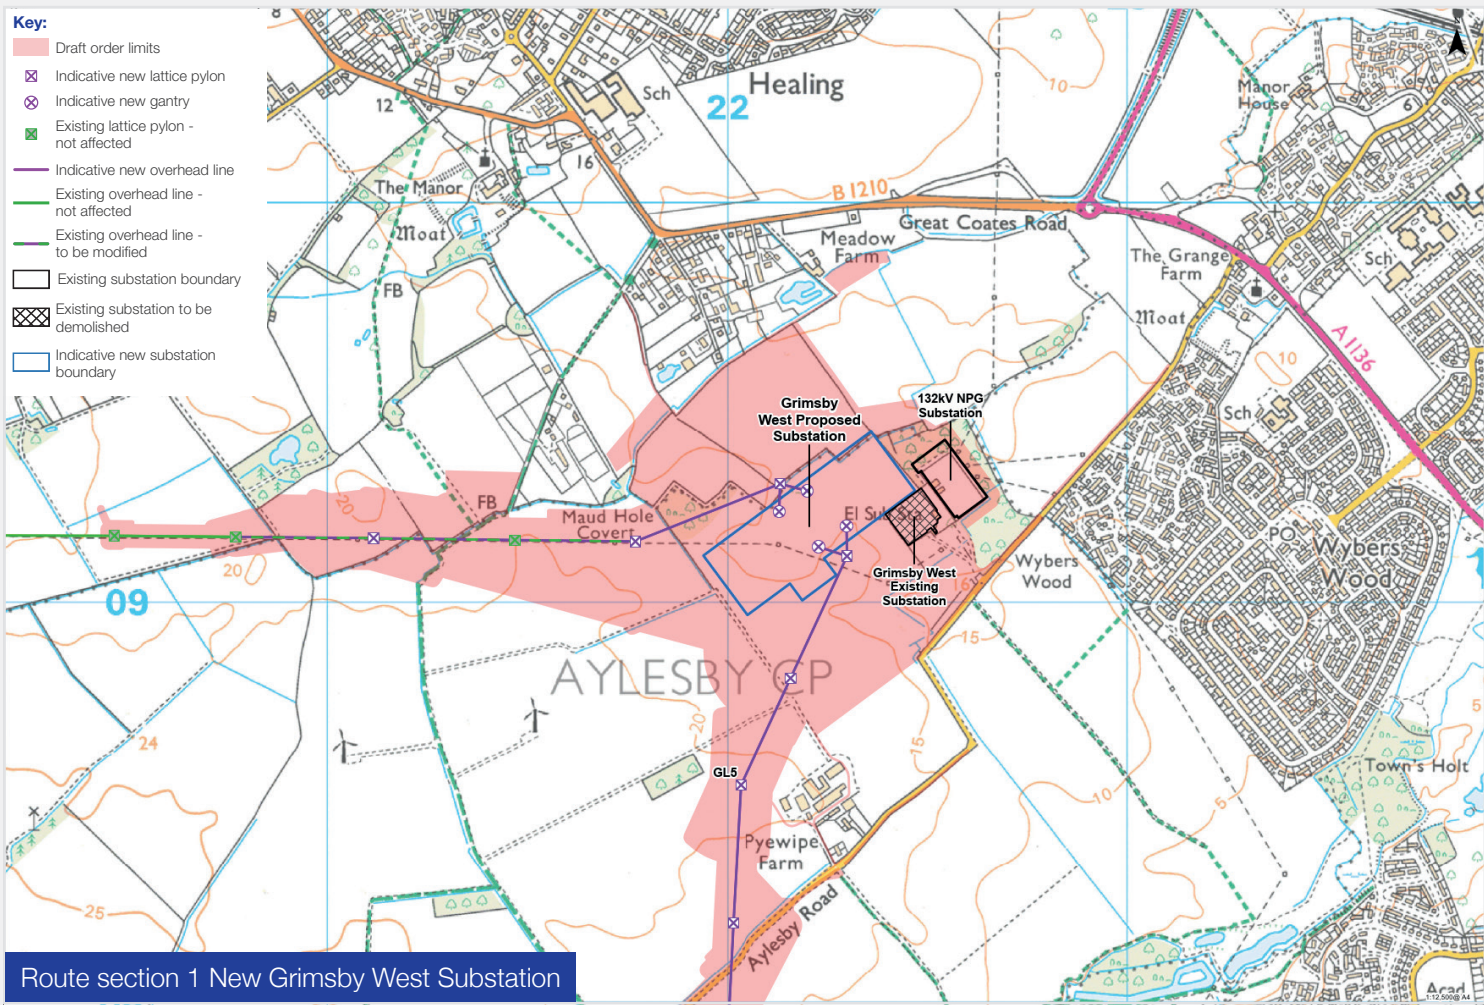 Key:
Draft order limits
Indicative new lattice pylon
Indicative new gantry
Existing lattice pylon -
not affected
Indicative new overhead line
Existing overhead line -
not affected
Existing overhead line -
to be modified
Existing substation boundary
Existing substation to be
demolished
Indicative new substation
boundary
Healing
22
Sch
10
12
16
Manor
House
6
The Manor
Moat
B 1210
Great Coates Road
Meadow
Farm
The Grange
Farm
Sch
FB
Moat
A 1136
10
Grimsby
West Proposed
Substation
132kV NPG
Substation
Sch
20
FB
Maud Hole
Covert
El Sub Sta
PO
Wybers
Wood
20
Wybers
Wood
Grimsby West
Existing
Substation
16
09
15
AYLESBY CP
20
15
24
5
GL5
Town's Holt
10
5
Pyewipe
Farm
25
Aylesby Road
Route section 1 New Grimsby West Substation
Acad